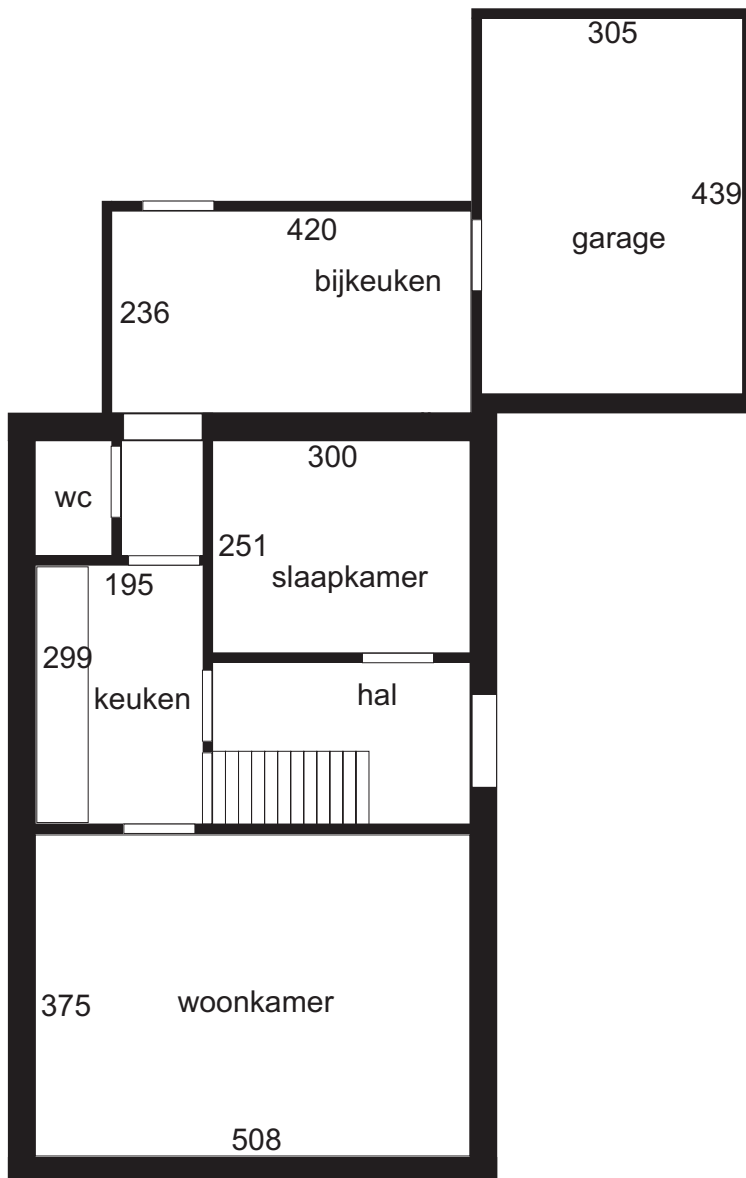 305
439
garage
420
bijkeuken
236
wc
300
251
slaapkamer
195
299
keuken
hal
375
woonkamer
508